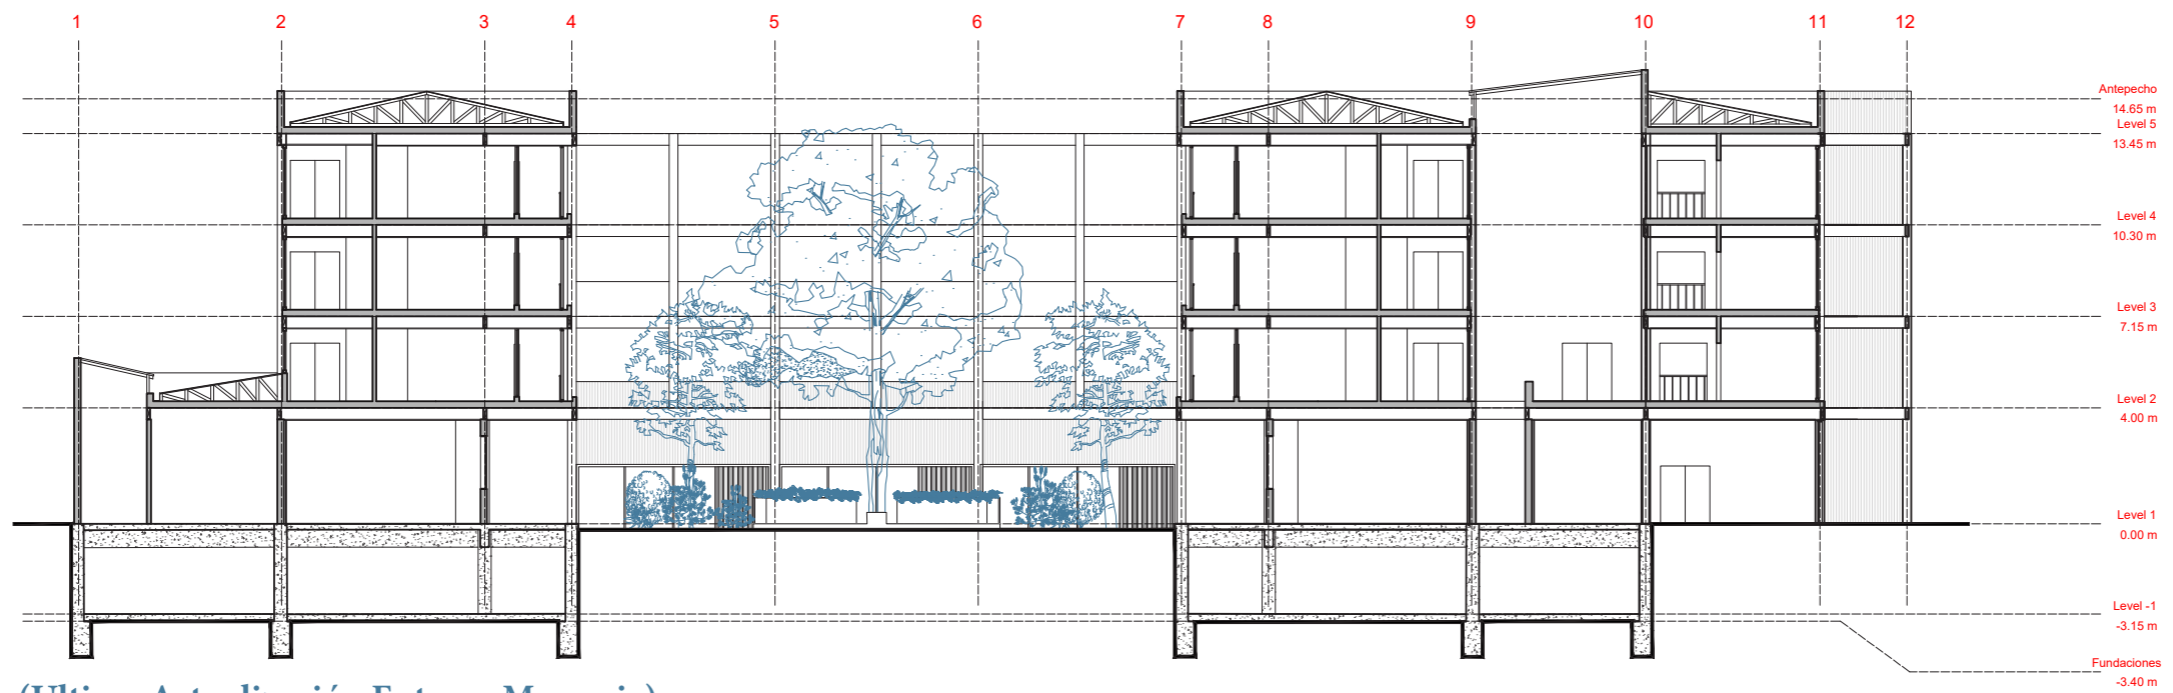 1 2 3 4 5 6 7 8 9 10 11 12
Antepecho
14.65 m
Level 5
13.45 m
Level 4
10.30 m
Level 3
7.15 m
Level 2
4.00 m
Level 1
0.00 m
Level -1
-3.15 m
Fundaciones
-3.40 m